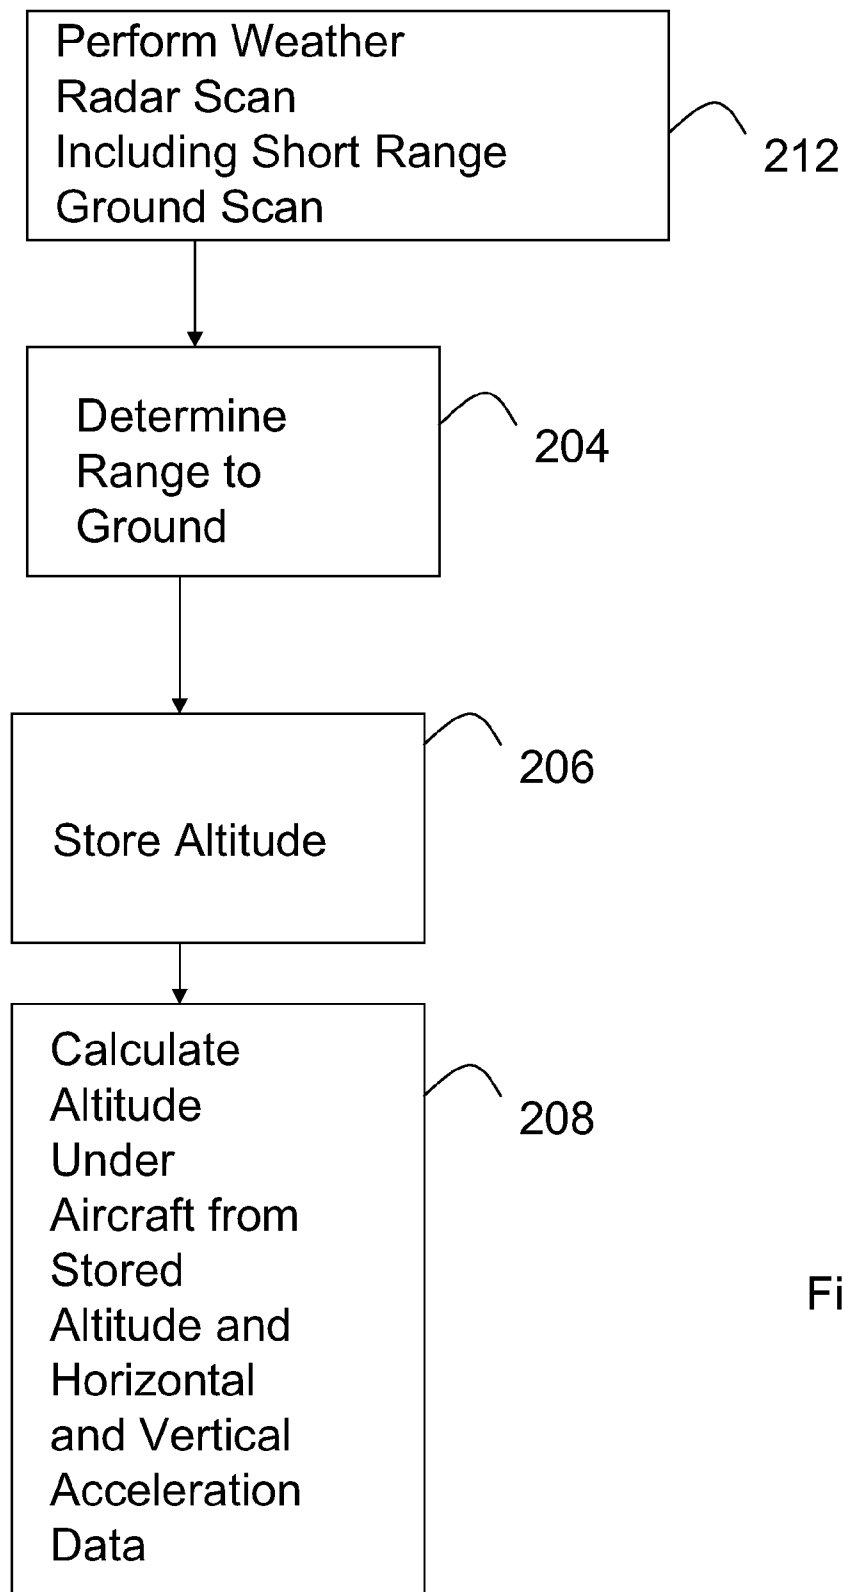 Perform Weather
Radar Scan
Including Short Range
Ground Scan
212
Determine
Range to
Ground
204
206
Store Altitude
Calculate
Altitude
Under
Aircraft from
Stored
Altitude and
Horizontal
and Vertical
Acceleration
Data
208
Fi